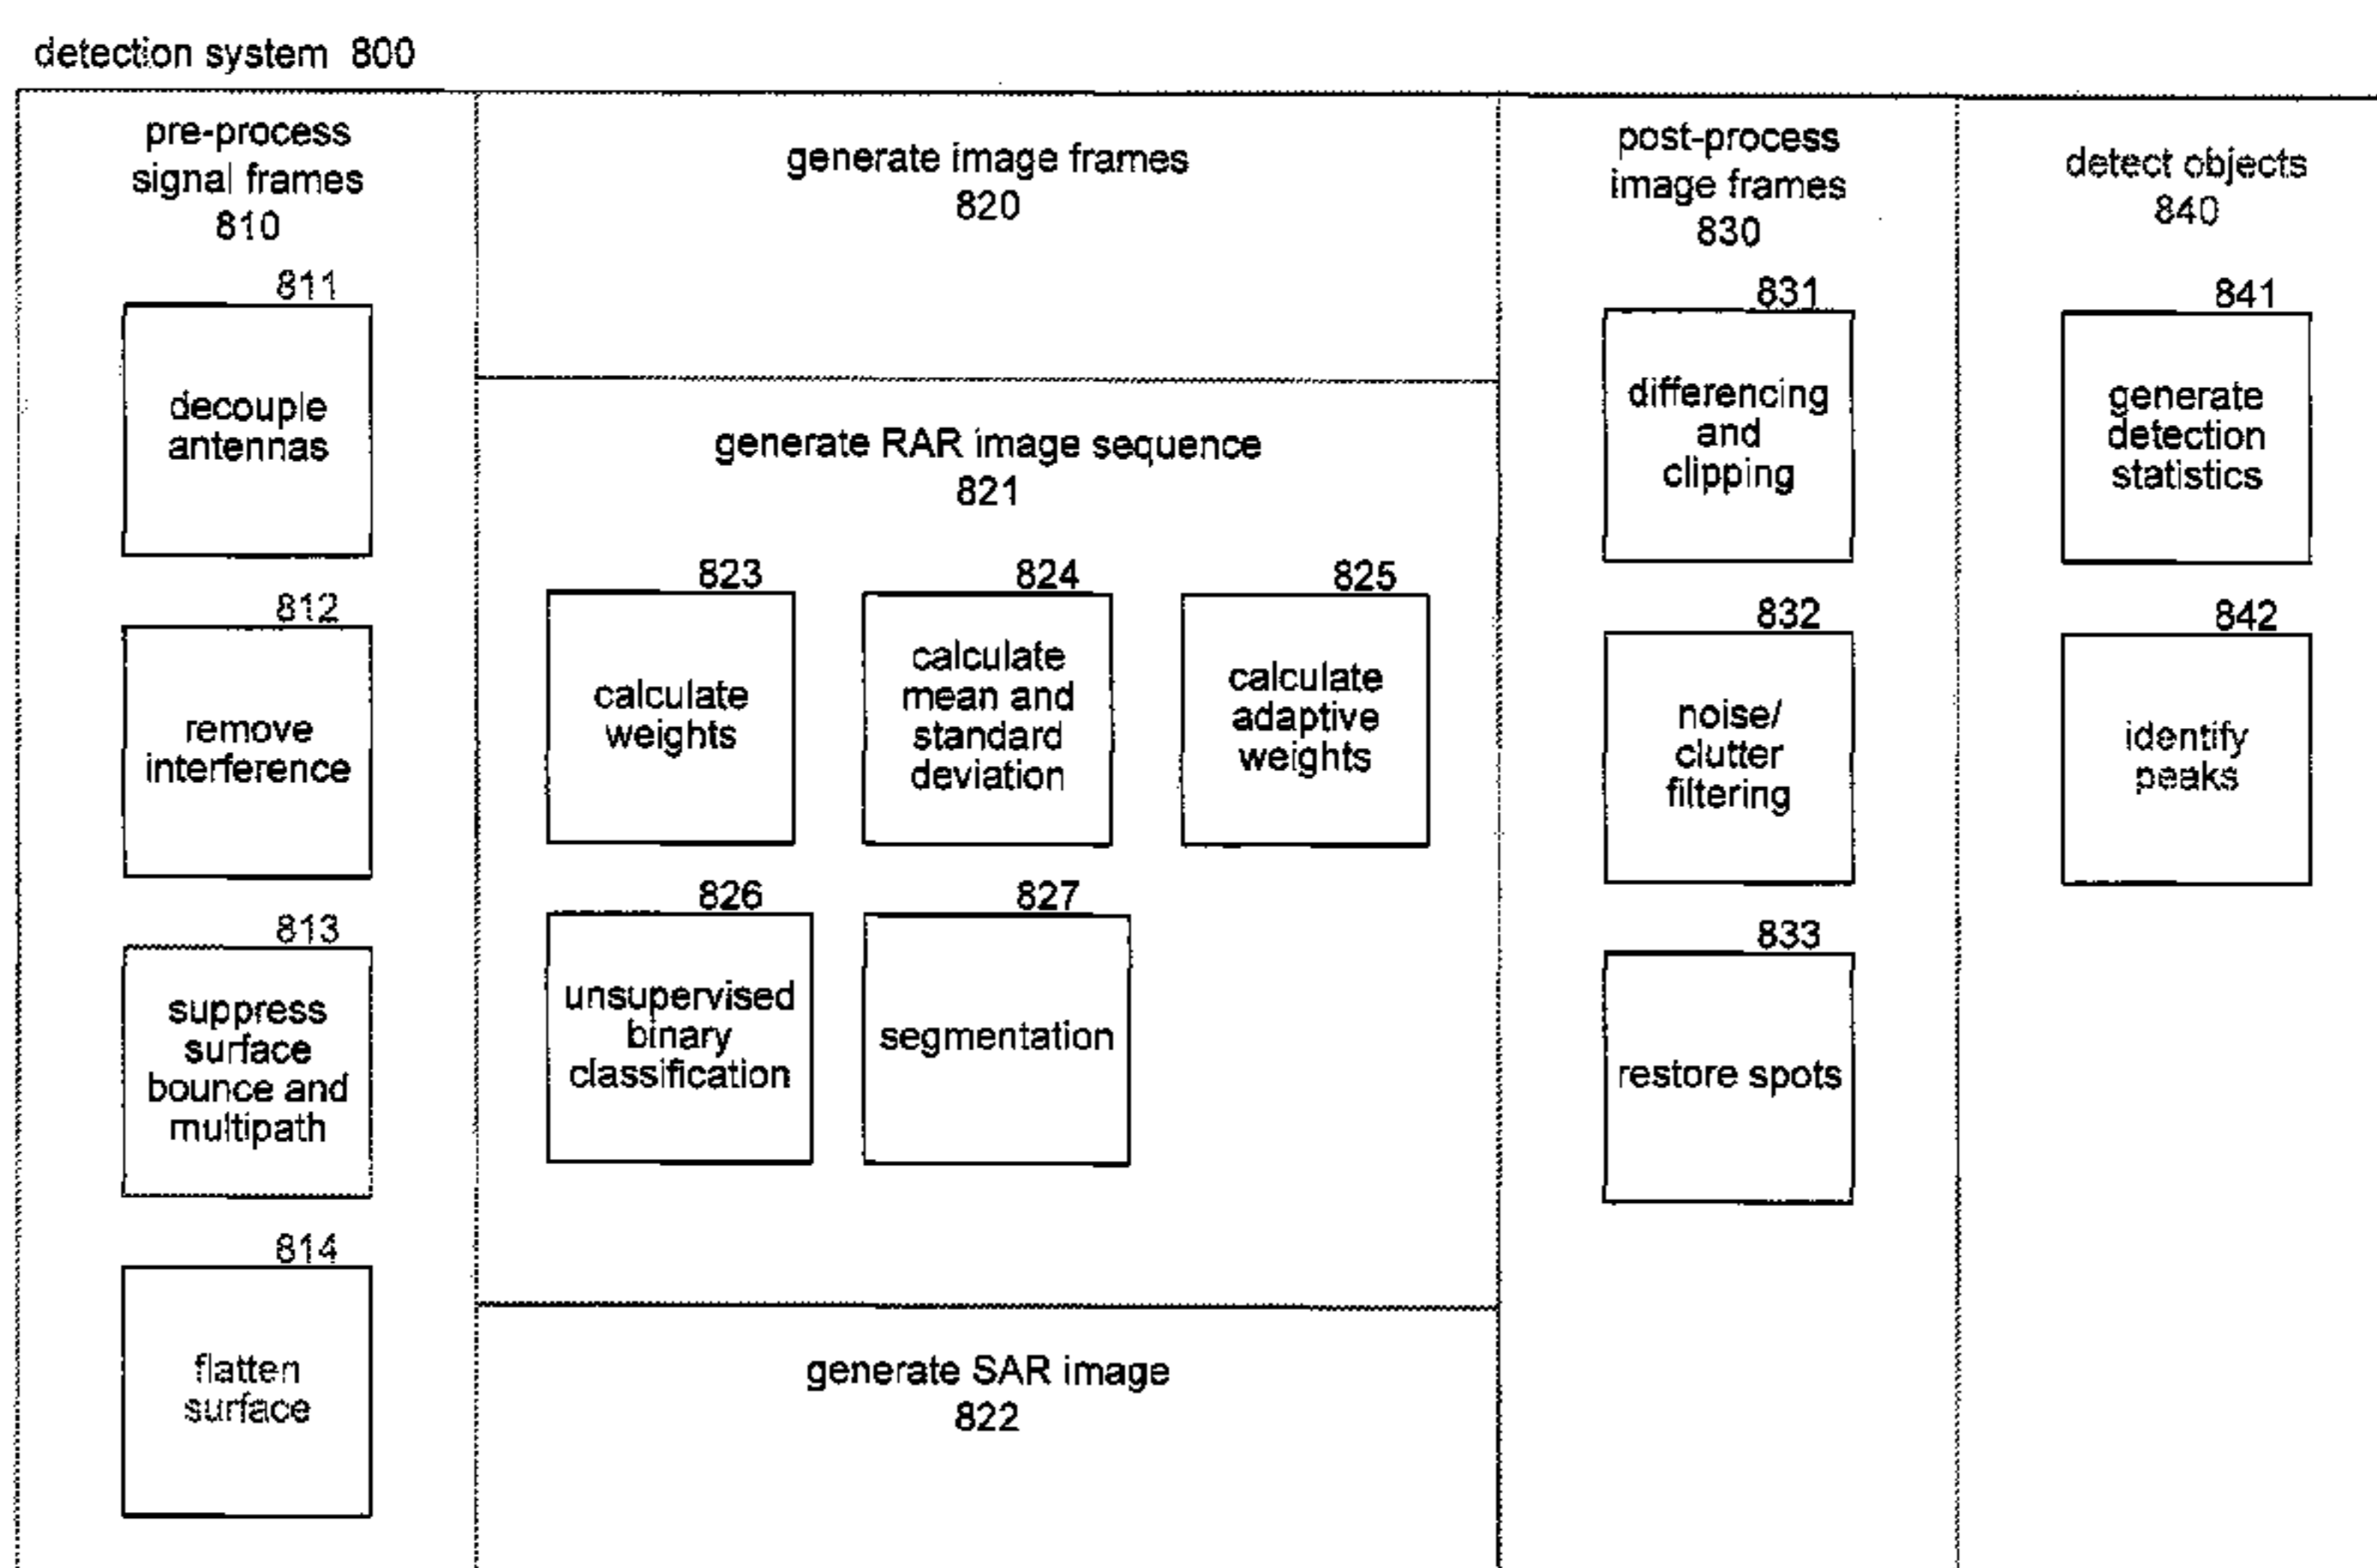 detection system 800
pre-process
signal frames
810
811
decouple
antennas
812
remove
interference
813
suppress
surface
bounce and
multipath
814
flatten
surface
generate image frames
820
generate RAR image sequence
821
823
calculate
weights
824
calculate
mean and
standard
deviation
825
calculate
adaptive
weights
826
unsupervised
binary
classification
827
segmentation
generate SAR image
822
post-process
image frames
830
831
differencing
and
clipping
832
noise/
clutter
filtering
833
restore spots
detect objects
840
841
generate
detection
statistics
842
identify
peaks